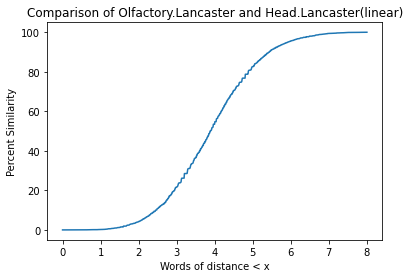 Comparison of Olfactory.Lancaster and Head.Lancaster(linear)
Percent Similarity
100
80
60
40
20
0
0 1 2 3 4 5 6 7 8
Words of distance < x